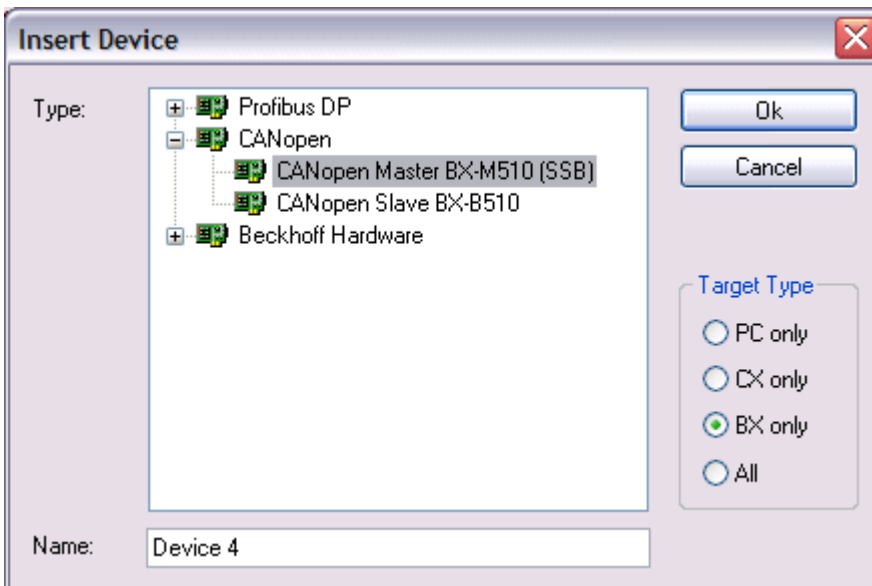 Insert Device
Type:
Profibus DP
CANopen
CANopen Master BX-M510 (SSB)
CANopen Slave BX-B510
Beckhoff Hardware
Ok
Cancel
Target Type
PC only
CX only
BX only
All
Name:
Device 4